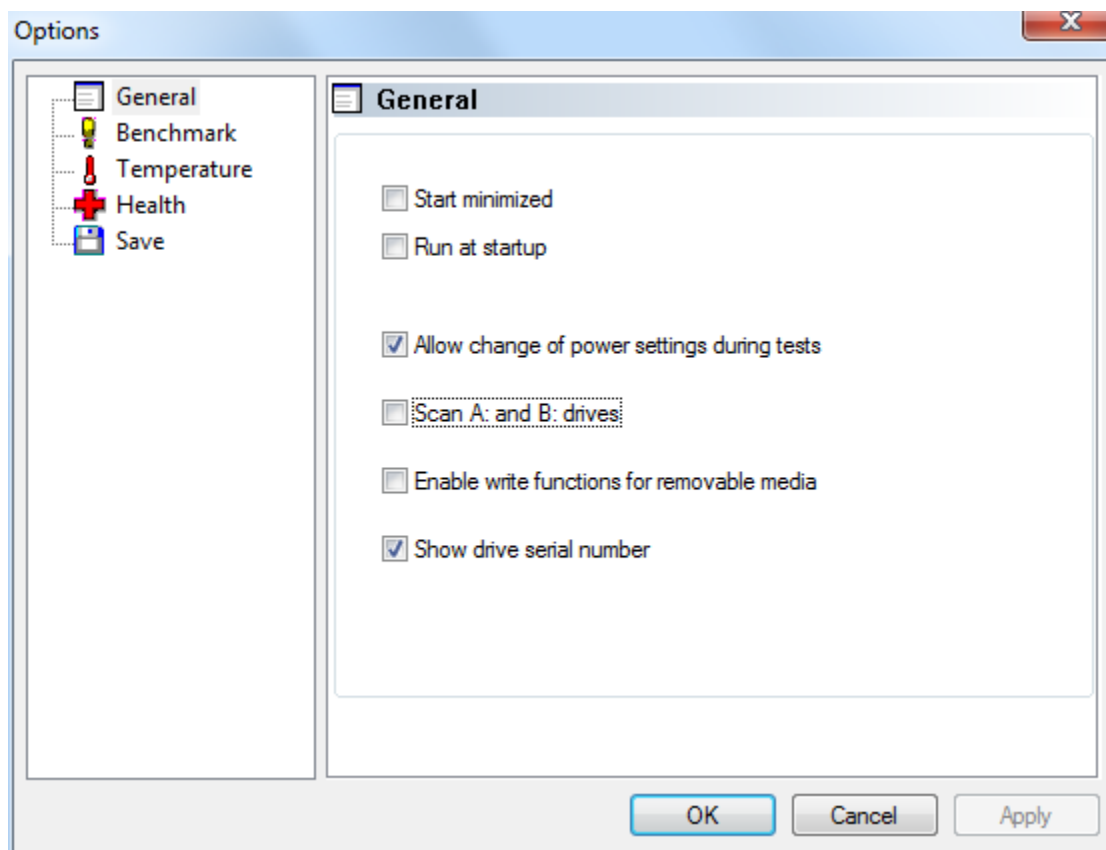 Options
General
Benchmark
Temperature
Health
Save
General
Start minimized
Run at startup
Allow change of power settings during tests
Scan A: and B: drives
Enable write functions for removable media
Show drive serial number
OK
Cancel
Apply